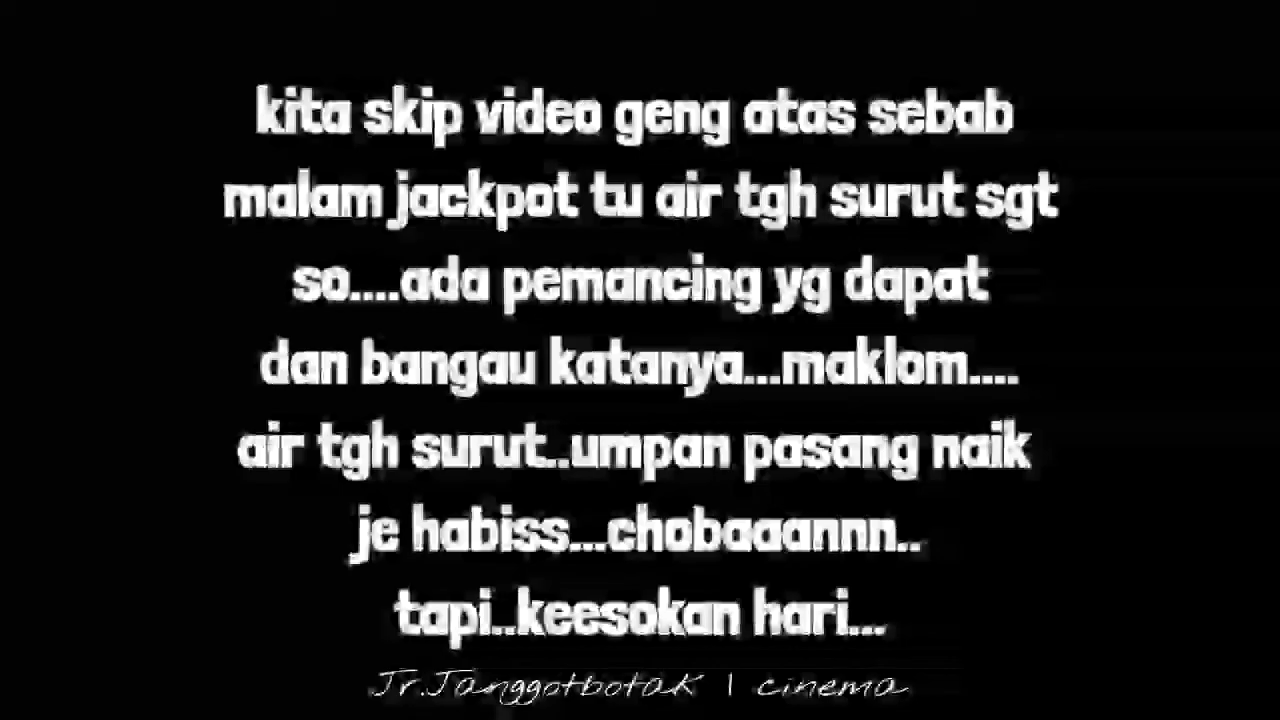 kita skip video geng atas sebab
malam jackpot tu air tgh surut sgt
so....ada pemancing yg dapat
dan bangau katanya...maklom....
air tgh surut..umpan pasang naik
je habiss...chobaaannn..
tapi..keesokan hari...
Jr.Janggotbotak | cinema